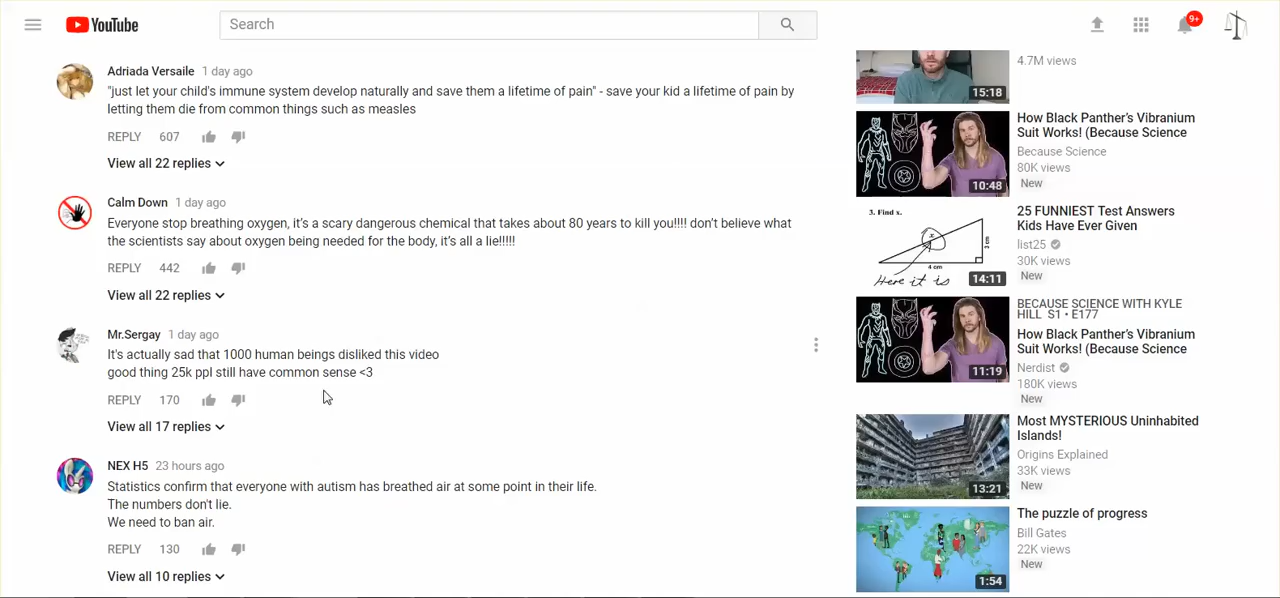 YouTube
Search
9+
Adriada Versaile 1 day ago
"just let your child's immune system develop naturally and save them a lifetime of pain" - save your kid a lifetime of pain by
letting them die from common things such as measles
REPLY 607
View all 22 replies
Calm Down 1 day ago
Everyone stop breathing oxygen, it's a scary dangerous chemical that takes about 80 years to kill you!!!! don't believe what
the scientists say about oxygen being needed for the body, it's all a lie!!!!!
REPLY 442
View all 22 replies
Mr.Sergay 1 day ago
It's actually sad that 1000 human beings disliked this video
good thing 25k ppl still have common sense <3
REPLY 170
View all 17 replies
NEX H5 23 hours ago
Statistics confirm that everyone with autism has breathed air at some point in their life.
The numbers don't lie.
We need to ban air.
REPLY 130
View all 10 replies
15:18
4.7M views
10:48
How Black Panther's Vibranium
Suit Works! (Because Science
Because Science
80K views
New
3. Find x.
x
3 cm
4 cm
Here it is
14:11
25 FUNNIEST Test Answers
Kids Have Ever Given
list25
30K views
New
11:19
BECAUSE SCIENCE WITH KYLE
HILL S1 • E177
How Black Panther's Vibranium
Suit Works! (Because Science
Nerdist
180K views
New
13:21
Most MYSTERIOUS Uninhabited
Islands!
Origins Explained
33K views
New
1:54
The puzzle of progress
Bill Gates
22K views
New